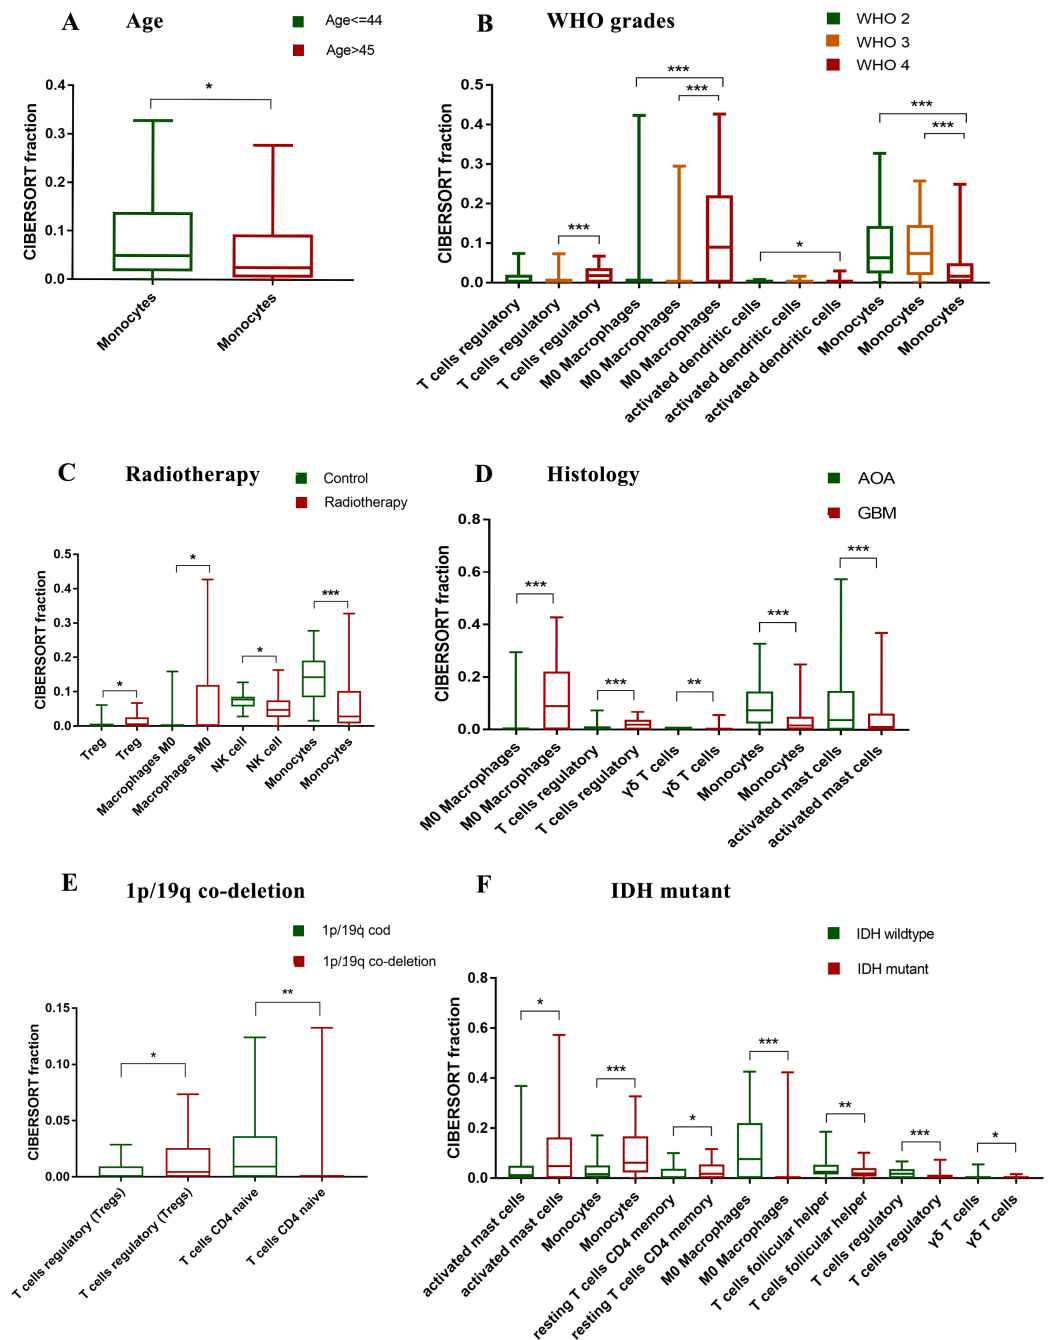 A Age
Age<=44
Age>45
CIBERSORT fraction
0.4
0.3
0.2
0.1
0.0
*
Monocytes
Monocytes
B WHO grades
WHO 2
WHO 3
WHO 4
CIBERSORT fraction
0.5
0.4
0.3
0.2
0.1
0.0
***
***
***
*
***
***
T cells regulatory
T cells regulatory
T cells regulatory
M0 Macrophages
M0 Macrophages
M0 Macrophages
activated dendritic cells
activated dendritic cells
activated dendritic cells
Monocytes
Monocytes
Monocytes
C Radiotherapy
Control
Radiotherapy
CIBERSORT fraction
0.5
0.4
0.3
0.2
0.1
0.0
*
*
*
***
Treg
Treg
Macrophages M0
Macrophages M0
NK cell
NK cell
Monocytes
Monocytes
D Histology
AOA
GBM
CIBERSORT fraction
0.8
0.6
0.4
0.2
0.0
***
***
**
***
***
M0 Macrophages
M0 Macrophages
T cells regulatory
T cells regulatory
γδ T cells
γδ T cells
Monocytes
Monocytes
activated mast cells
activated mast cells
E 1p/19q co-deletion
1p/19q cod
1p/19q co-deletion
CIBERSORT fraction
0.15
0.10
0.05
0.00
*
**
T cells regulatory (Tregs)
T cells regulatory (Tregs)
T cells CD4 naive
T cells CD4 naive
F IDH mutant
IDH wildtype
IDH mutant
CIBERSORT fraction
0.8
0.6
0.4
0.2
0.0
*
***
*
***
**
***
*
activated mast cells
activated mast cells
Monocytes
Monocytes
resting T cells CD4 memory
resting T cells CD4 memory
M0 Macrophages
M0 Macrophages
T cells follicular helper
T cells follicular helper
T cells regulatory
T cells regulatory
γδ T cells
γδ T cells